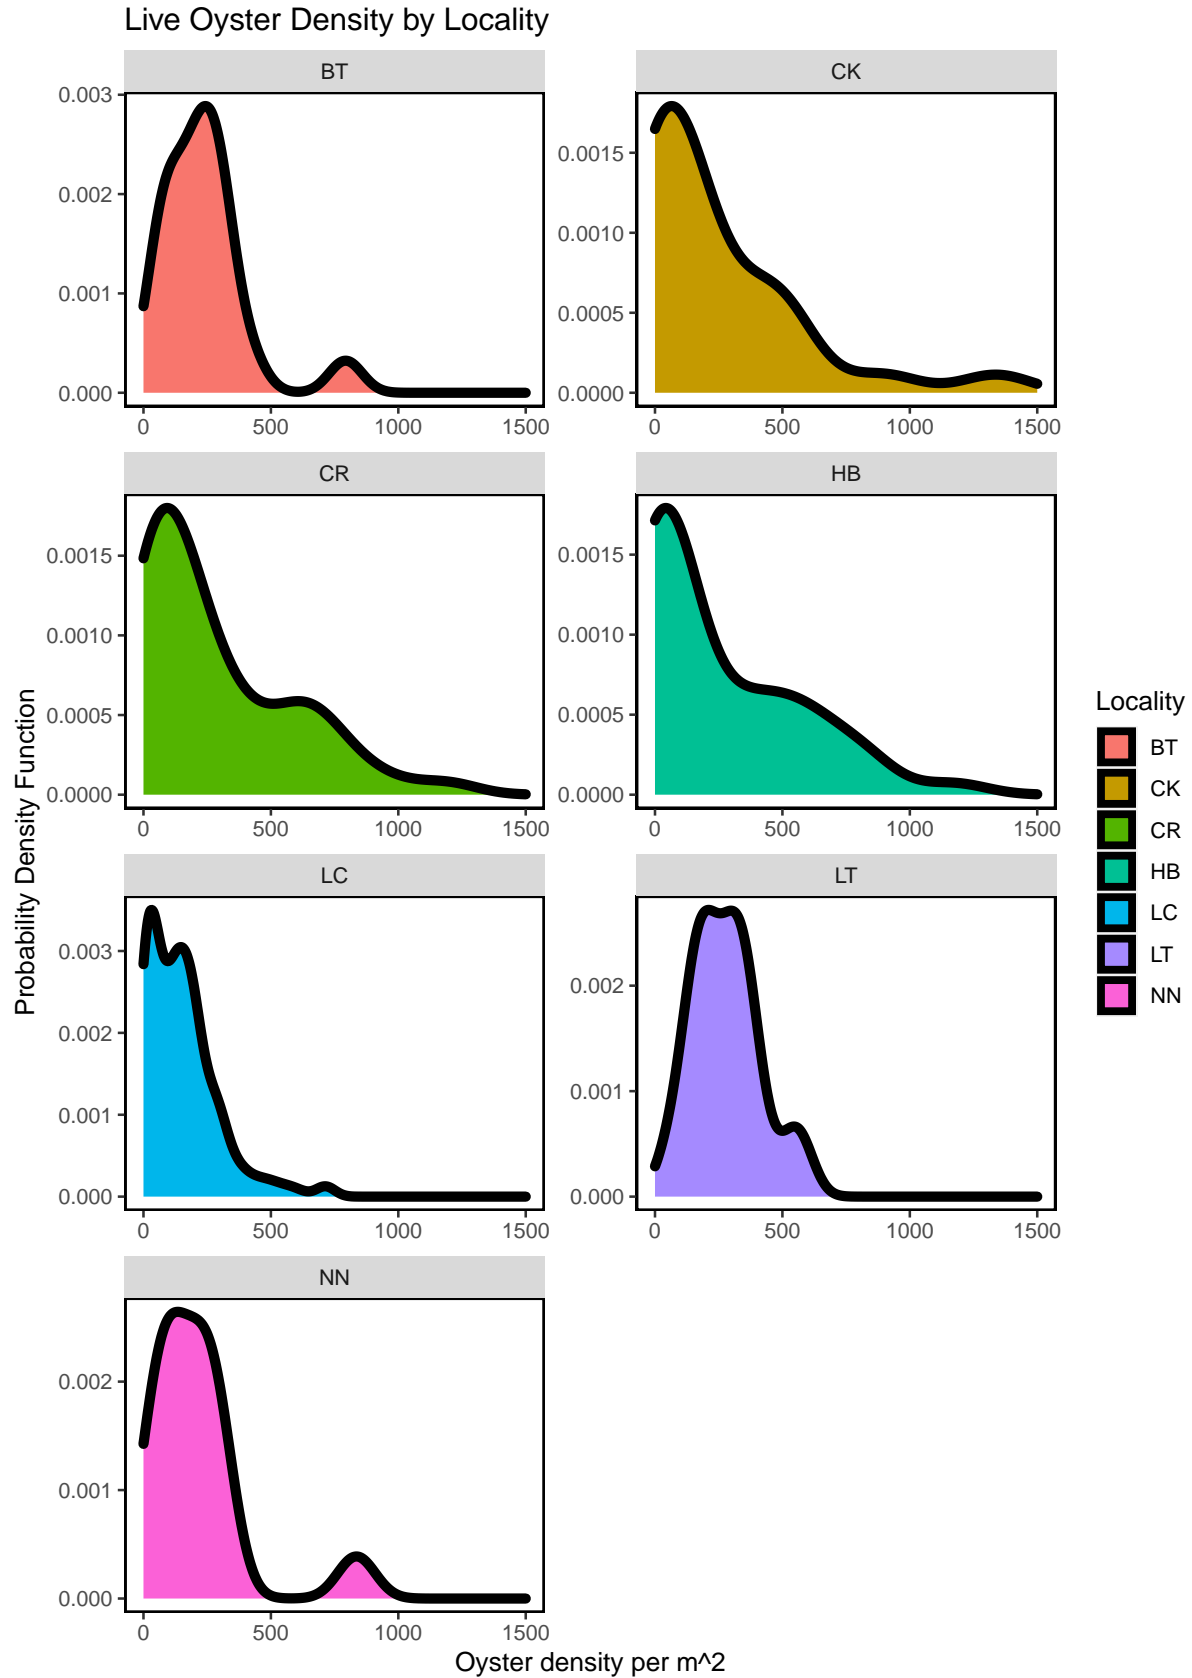 Live Oyster Density by Locality
BT
CK
0.003
0.002
0.001
0.000
0.0015
0.0010
0.0005
0.0000
0 500 1000 1500
0 500 1000 1500
CR
HB
0.0015
0.0010
0.0005
0.0000
0.0015
0.0010
0.0005
0.0000
0 500 1000 1500
0 500 1000 1500
LC
LT
0.003
0.002
0.001
0.000
0.002
0.001
0.000
0 500 1000 1500
0 500 1000 1500
NN
0.002
0.001
0.000
0 500 1000 1500
Probability Density Function
Oyster density per m^2
Locality
BT
CK
CR
HB
LC
LT
NN